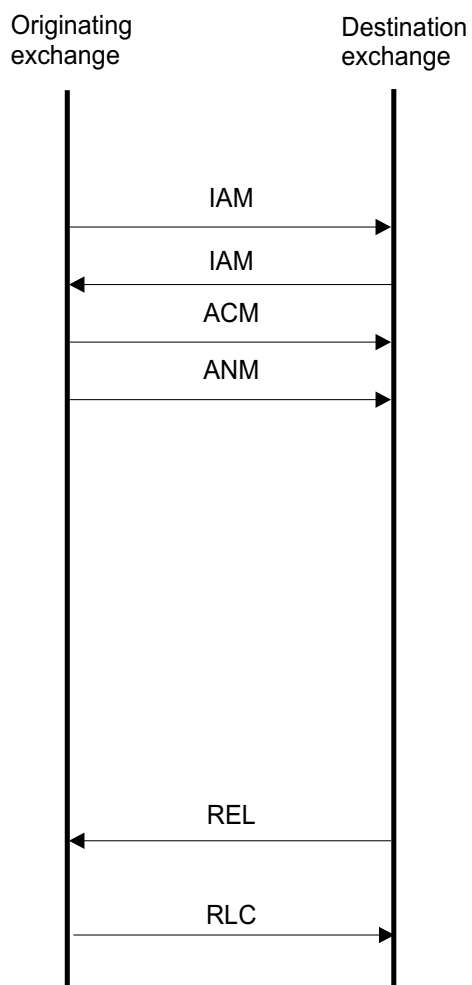 Originating
exchange
Destination
exchange
IAM
IAM
ACM
ANM
REL
RLC